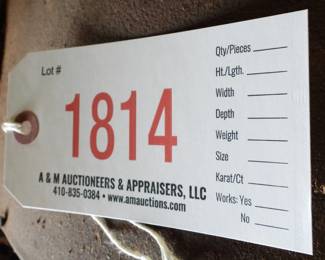 Lot #
1814
A & M AUCTIONEERS & APPRAISERS, LLC
410-835-0384 • www.amauctions.com
Qty/Pieces
Ht./Lgth.
Width
Depth
Weight
Size
Karat/Ct
Works: Yes
No